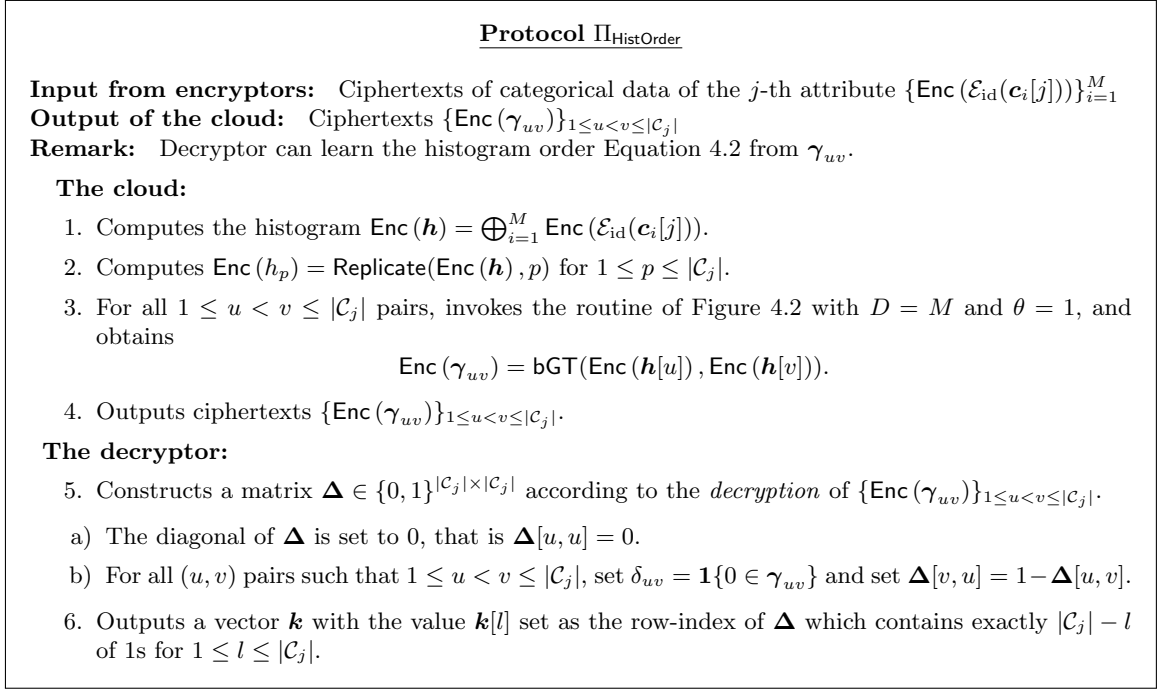 Protocol Π_HistOrder
Input from encryptors: Ciphertexts of categorical data of the j-th attribute {Enc (ℰ_id(𝒄_i[j]))}_{i=1}^M
Output of the cloud: Ciphertexts {Enc (𝜸_uv)}_{1≤u<v≤|𝒞_j|}
Remark: Decryptor can learn the histogram order Equation 4.2 from 𝜸_uv.
The cloud:
1. Computes the histogram Enc (𝒉) = ⨁_{i=1}^M Enc (ℰ_id(𝒄_i[j])).
2. Computes Enc (h_p) = Replicate(Enc (𝒉) , p) for 1 ≤ p ≤ |𝒞_j|.
3. For all 1 ≤ u < v ≤ |𝒞_j| pairs, invokes the routine of Figure 4.2 with D = M and θ = 1, and
obtains
Enc (𝜸_uv) = bGT(Enc (𝒉[u]) , Enc (𝒉[v])).
4. Outputs ciphertexts {Enc (𝜸_uv)}_{1≤u<v≤|𝒞_j|}.
The decryptor:
5. Constructs a matrix 𝚫 ∈ {0, 1}^{|𝒞_j|×|𝒞_j|} according to the decryption of {Enc (𝜸_uv)}_{1≤u<v≤|𝒞_j|}.
a) The diagonal of 𝚫 is set to 0, that is 𝚫[u, u] = 0.
b) For all (u, v) pairs such that 1 ≤ u < v ≤ |𝒞_j|, set δ_uv = 𝟏{0 ∈ 𝜸_uv} and set 𝚫[v, u] = 1−𝚫[u, v].
6. Outputs a vector 𝒌 with the value 𝒌[l] set as the row-index of 𝚫 which contains exactly |𝒞_j| − l
of 1s for 1 ≤ l ≤ |𝒞_j|.